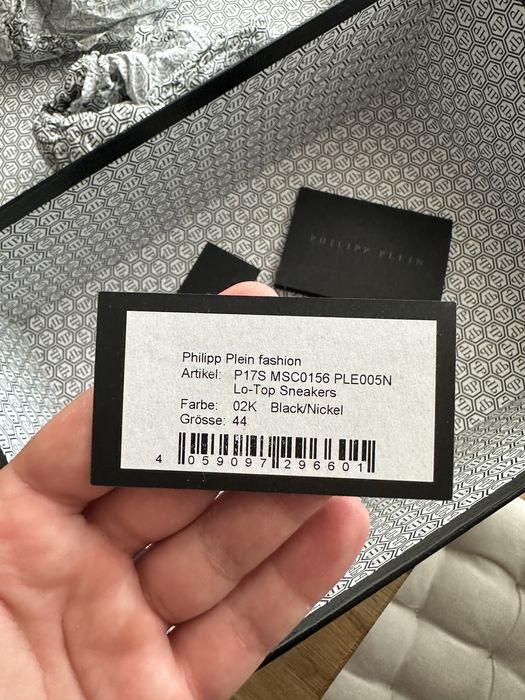 PHILIPP PLEIN
Philipp Plein fashion
Artikel: P17S MSC0156 PLE005N
Lo-Top Sneakers
Farbe: 02K Black/Nickel
Grösse: 44
4 059097 296601